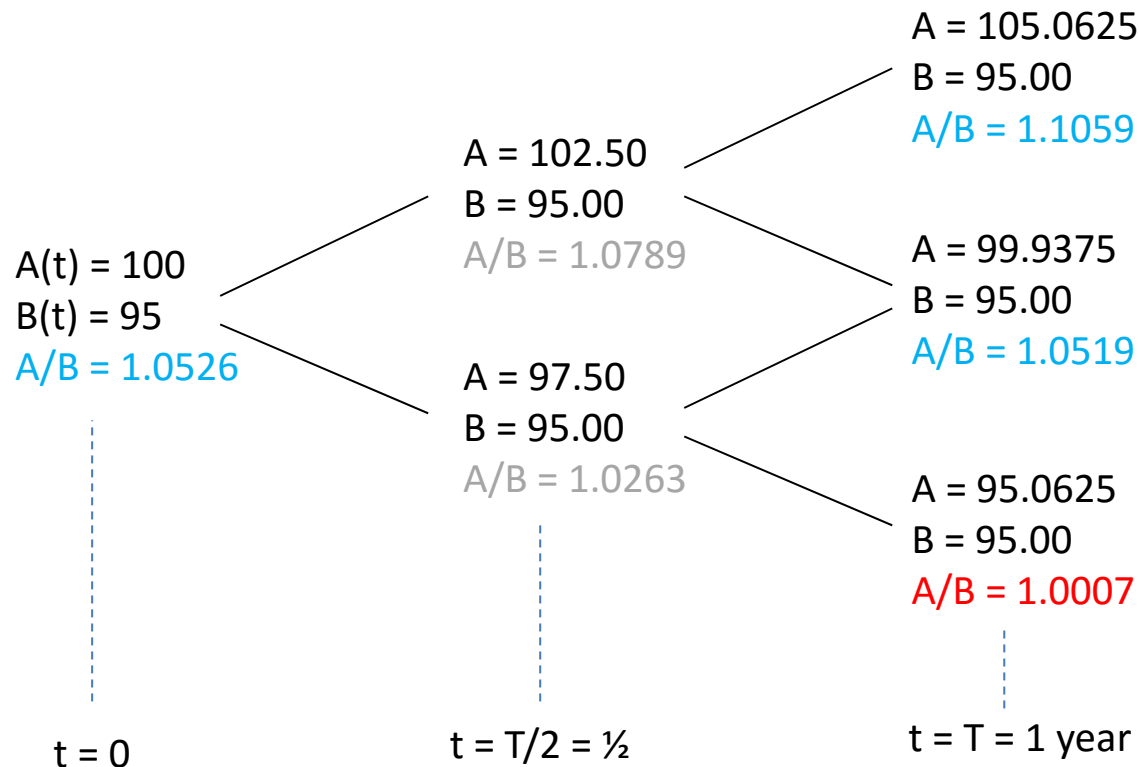 A(t) = 100
B(t) = 95
A/B = 1.0526
A = 102.50
B = 95.00
A/B = 1.0789
A = 97.50
B = 95.00
A/B = 1.0263
A = 105.0625
B = 95.00
A/B = 1.1059
A = 99.9375
B = 95.00
A/B = 1.0519
A = 95.0625
B = 95.00
A/B = 1.0007
t = 0
t = T/2 = ½
t = T = 1 year